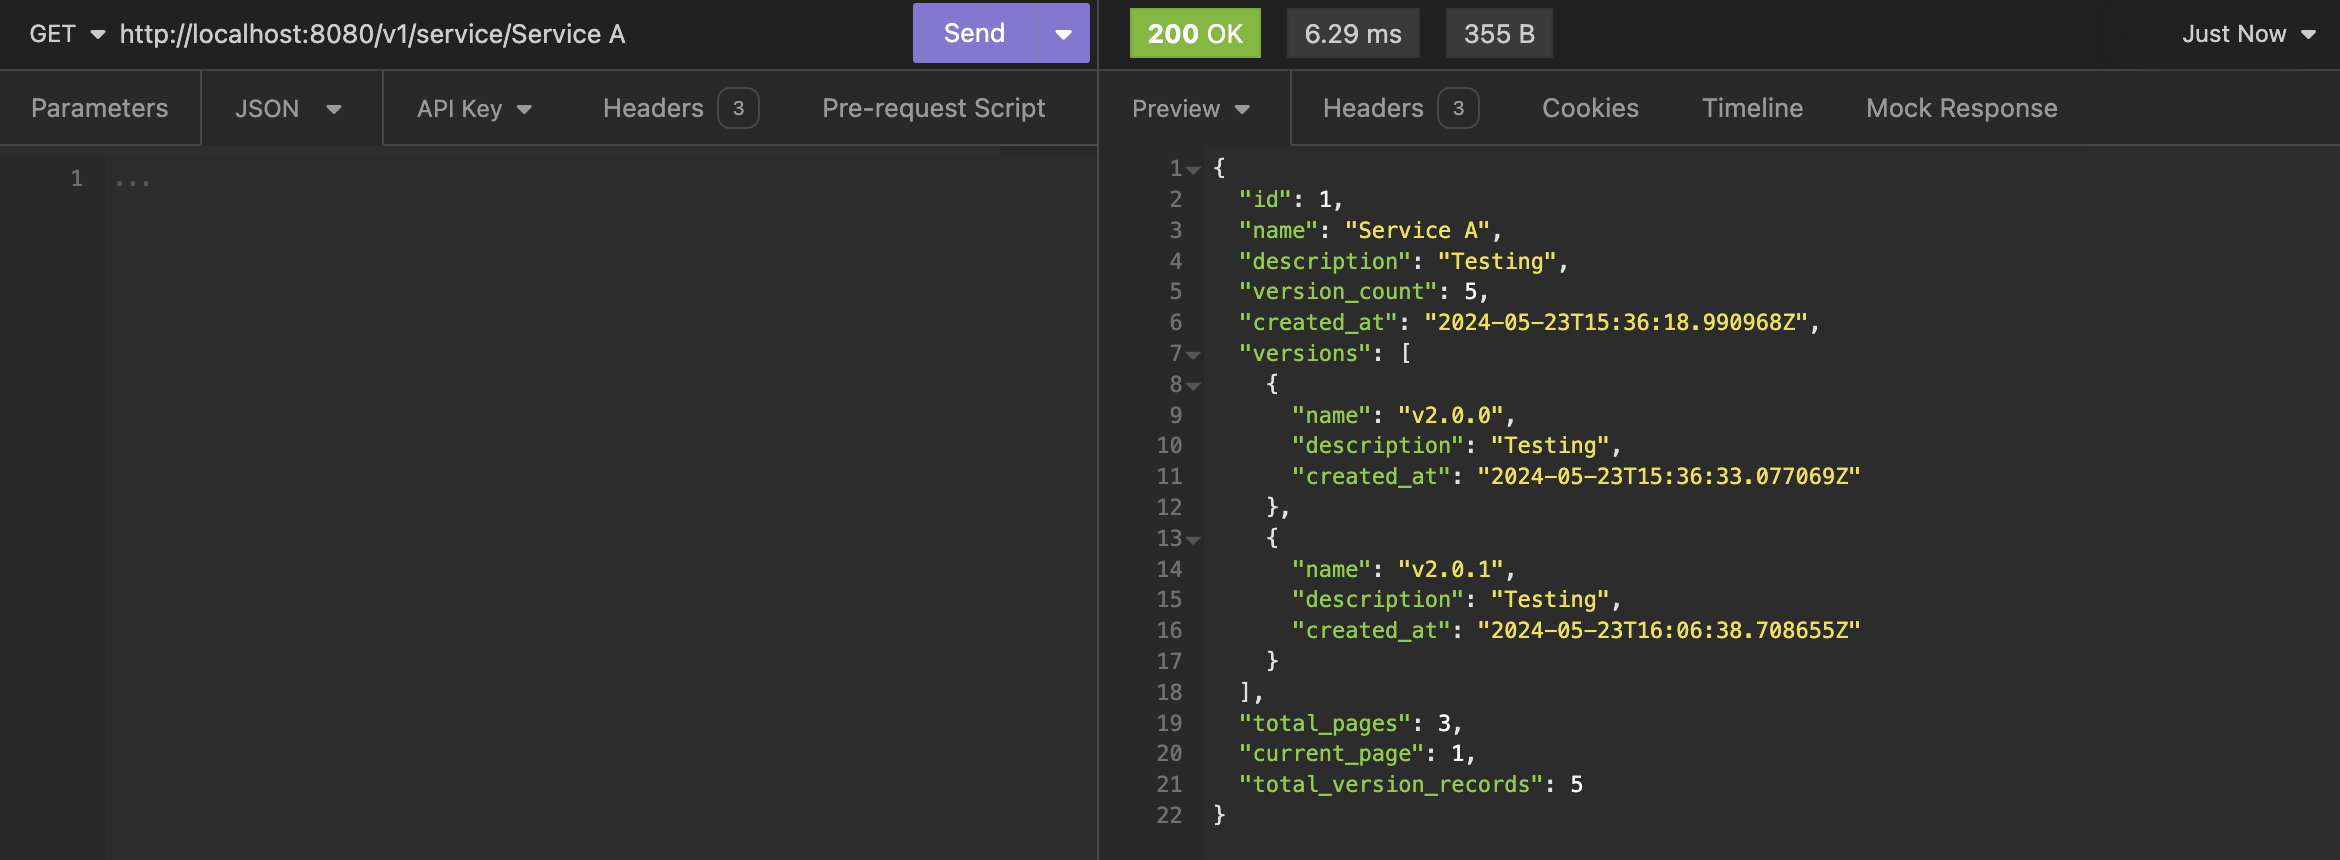 GET http://localhost:8080/v1/service/Service A Send
200 OK 6.29 ms 355 B Just Now
Parameters JSON API Key Headers 3 Pre-request Script
Preview Headers 3 Cookies Timeline Mock Response
1 ...
1 {
2 "id": 1,
3 "name": "Service A",
4 "description": "Testing",
5 "version_count": 5,
6 "created_at": "2024-05-23T15:36:18.990968Z",
7 "versions": [
8 {
9 "name": "v2.0.0",
10 "description": "Testing",
11 "created_at": "2024-05-23T15:36:33.077069Z"
12 },
13 {
14 "name": "v2.0.1",
15 "description": "Testing",
16 "created_at": "2024-05-23T16:06:38.708655Z"
17 }
18 ],
19 "total_pages": 3,
20 "current_page": 1,
21 "total_version_records": 5
22 }